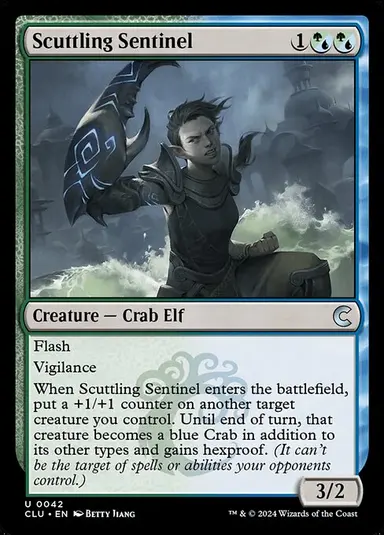 Scuttling Sentinel 1
Creature — Crab Elf
Flash
Vigilance
When Scuttling Sentinel enters the battlefield,
put a +1/+1 counter on another target
creature you control. Until end of turn, that
creature becomes a blue Crab in addition to
its other types and gains hexproof. (It can't
be the target of spells or abilities your opponents
control.)
3/2
U 0042
CLU • EN Betty Jiang
™ & © 2024 Wizards of the Coast